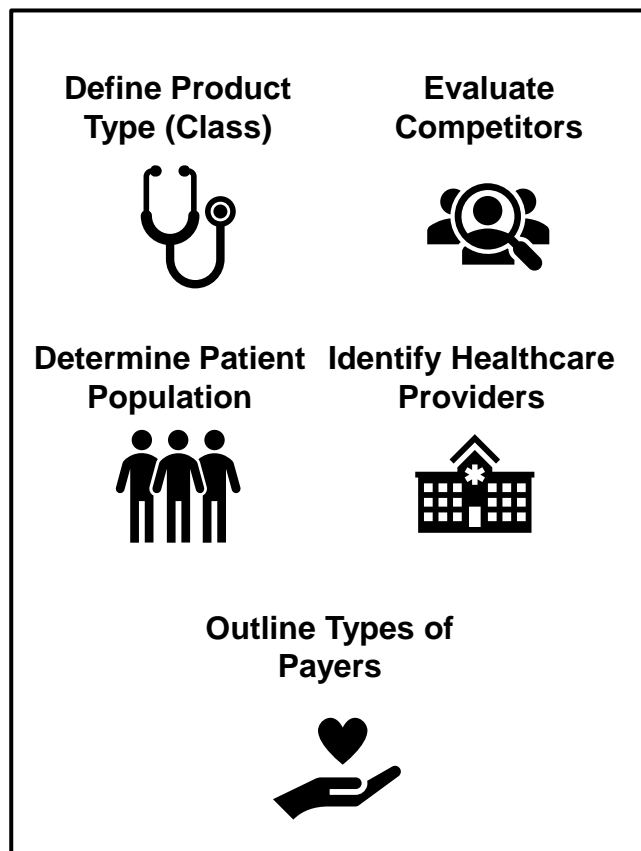 Define Product
Type (Class)
Evaluate
Competitors
Determine Patient
Population
Identify Healthcare
Providers
Outline Types of
Payers